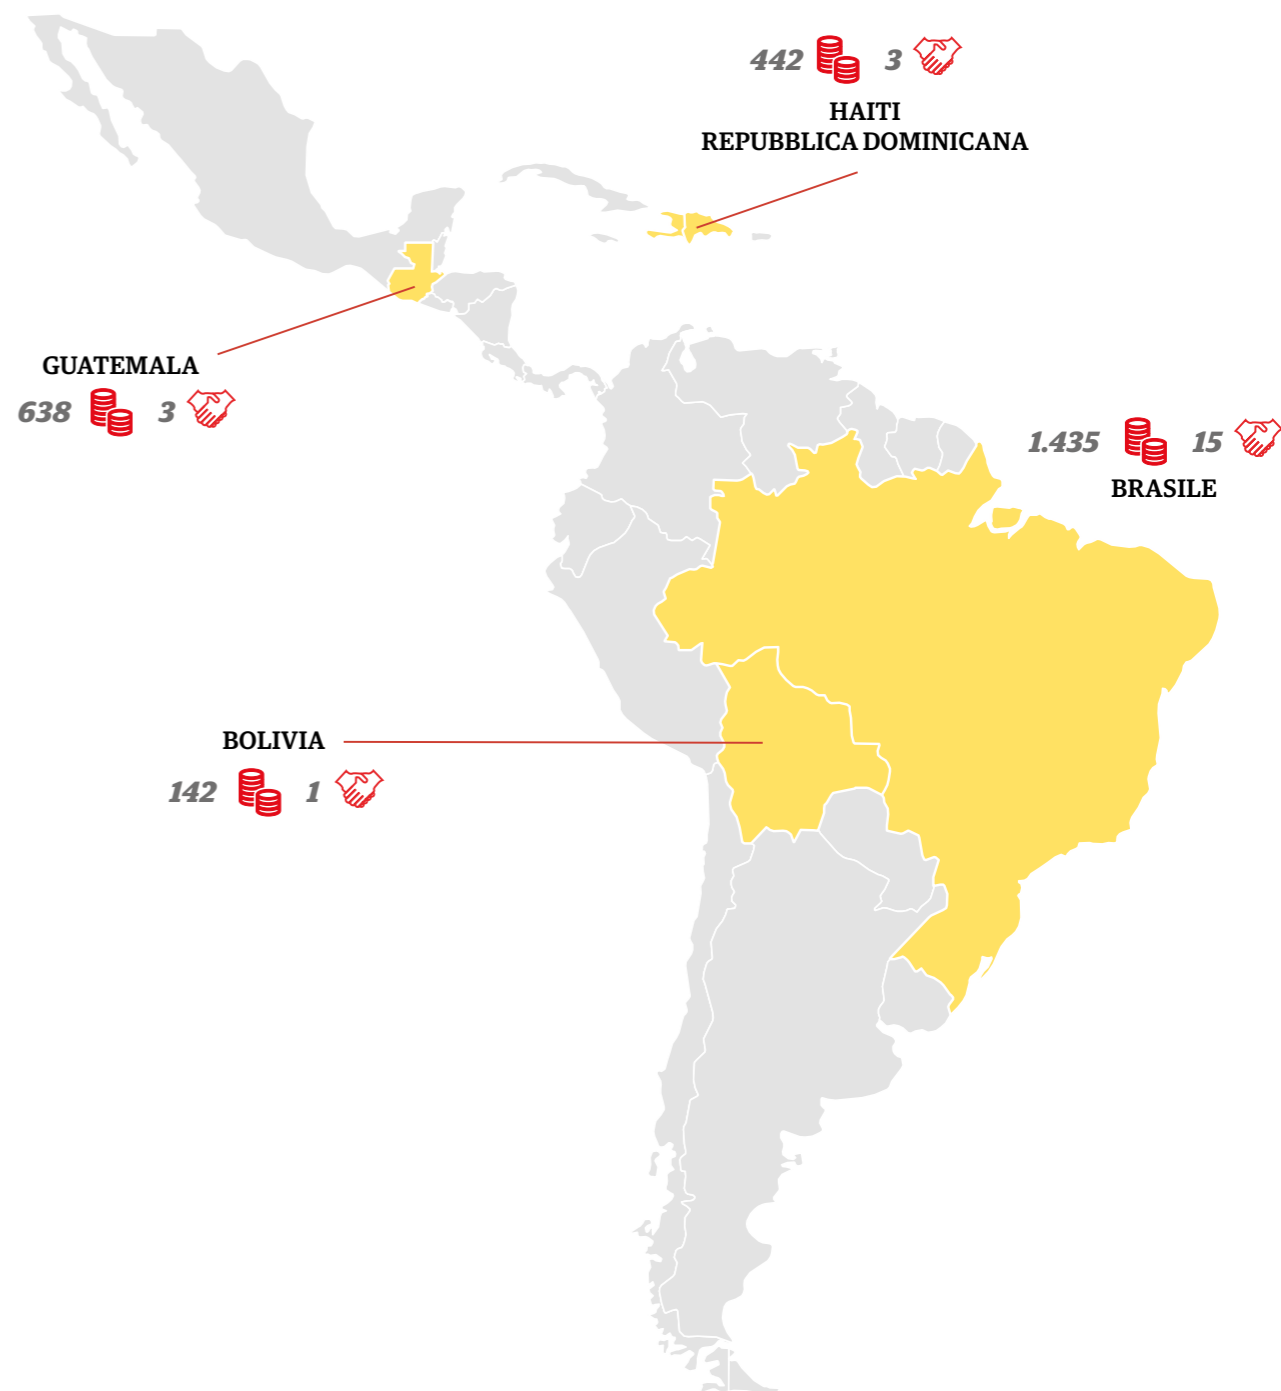 442 3
HAITI
REPUBBLICA DOMINICANA
GUATEMALA
638 3
1.435 15
BRASILE
BOLIVIA
142 1